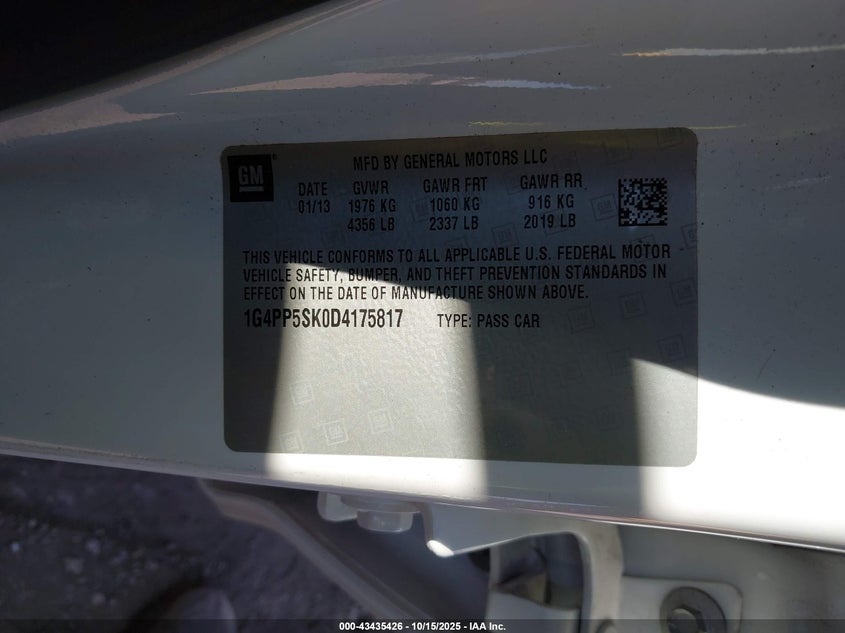 GM
MFD BY GENERAL MOTORS LLC
DATE GVWR GAWR FRT GAWR RR
01/13 1976 KG 1060 KG 916 KG
4356 LB 2337 LB 2019 LB
THIS VEHICLE CONFORMS TO ALL APPLICABLE U.S. FEDERAL MOTOR
VEHICLE SAFETY, BUMPER, AND THEFT PREVENTION STANDARDS IN
EFFECT ON THE DATE OF MANUFACTURE SHOWN ABOVE.
1G4PP5SK0D4175817 TYPE: PASS CAR
000-43435426 - 10/15/2025 - IAA Inc.